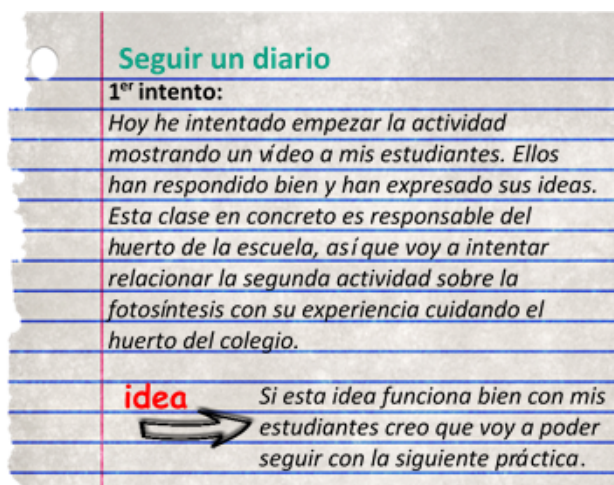 Seguir un diario
1er intento:
Hoy he intentado empezar la actividad
mostrando un vídeo a mis estudiantes. Ellos
han respondido bien y han expresado sus ideas.
Esta clase en concreto es responsable del
huerto de la escuela, así que voy a intentar
relacionar la segunda actividad sobre la
fotosíntesis con su experiencia cuidando el
huerto del colegio.
idea
Si esta idea funciona bien con mis
estudiantes creo que voy a poder
seguir con la siguiente práctica.